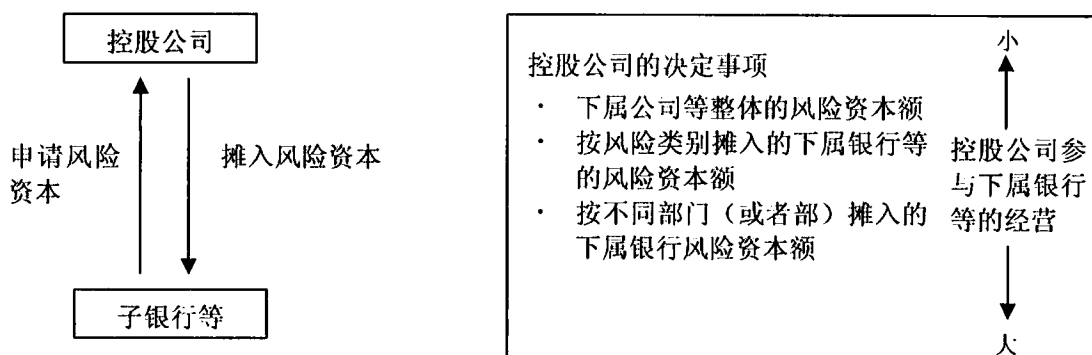 控股公司
申请风险
资本
摊入风险资本
子银行等
控股公司的决定事项
· 下属公司等整体的风险资本额
· 按风险类别摊入的下属银行等
的风险资本额
· 按不同部门（或者部）摊入的
下属银行风险资本额
小
控股公司参
与下属银行
等的经营
大